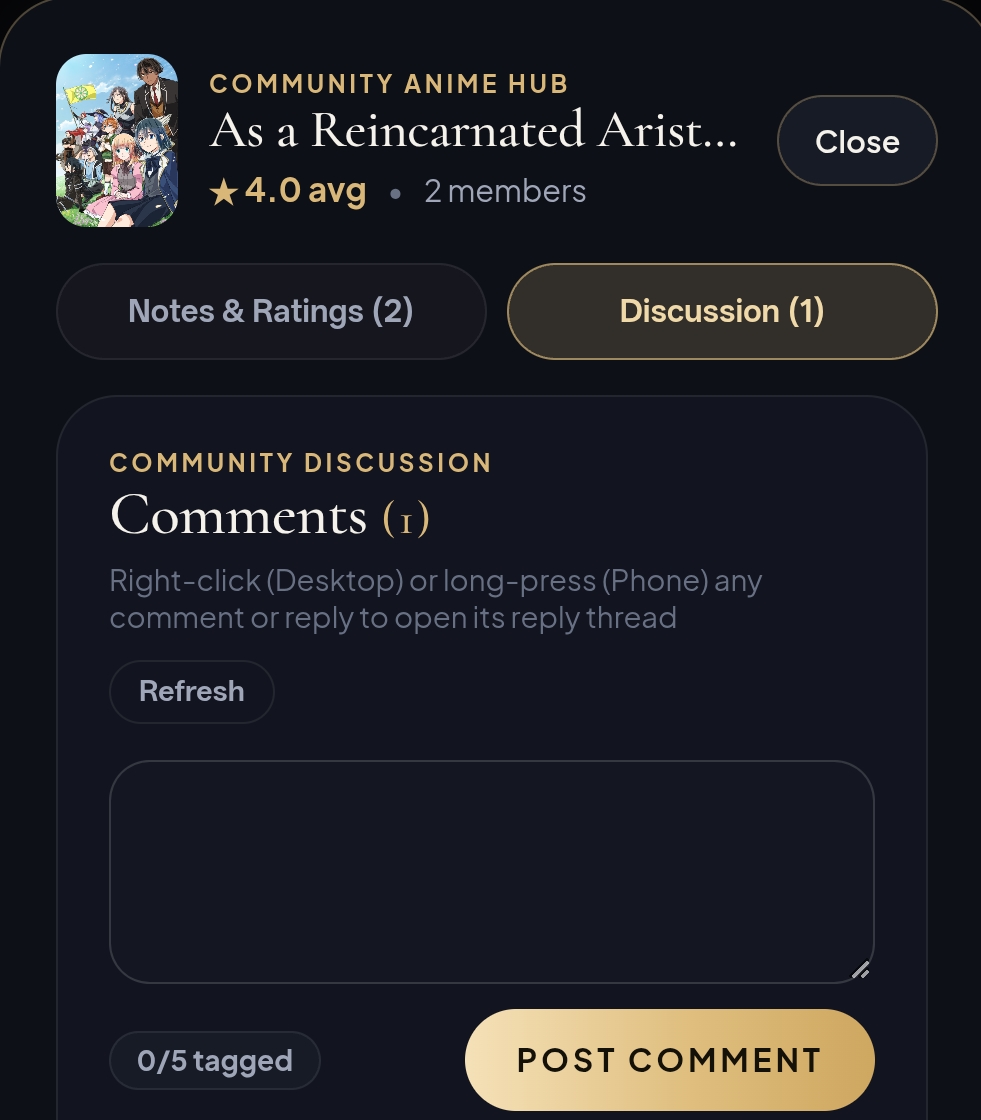 COMMUNITY ANIME HUB
As a Reincarnated Arist...
★ 4.0 avg • 2 members
Close
Notes & Ratings (2)
Discussion (1)
COMMUNITY DISCUSSION
Comments (1)
Right-click (Desktop) or long-press (Phone) any
comment or reply to open its reply thread
Refresh
0/5 tagged
POST COMMENT